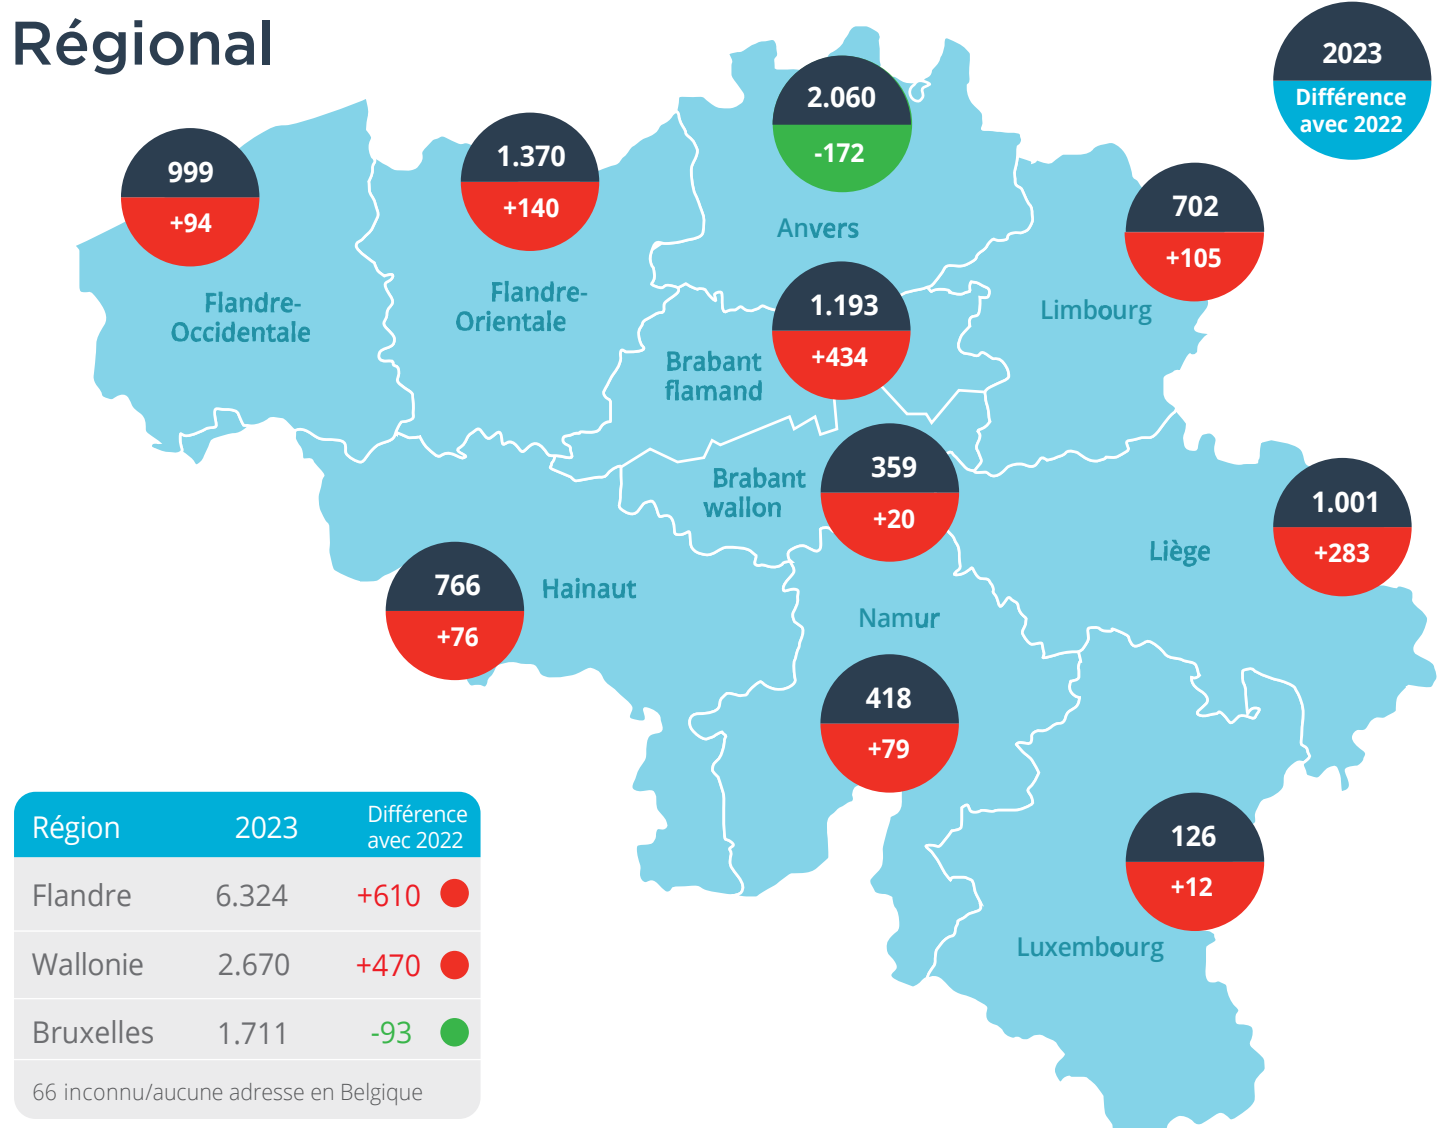 Régional
2023
Différence
avec 2022
2.060
-172
Anvers
999
+94
Flandre-
Occidentale
1.370
+140
Flandre-
Orientale
702
+105
Limbourg
1.193
+434
Brabant
flamand
359
+20
Brabant
wallon
1.001
+283
Liège
766
+76
Hainaut
Namur
418
+79
126
+12
Luxembourg
Région 2023 Différence
avec 2022
Flandre 6.324 +610
Wallonie 2.670 +470
Bruxelles 1.711 -93
66 inconnu/aucune adresse en Belgique